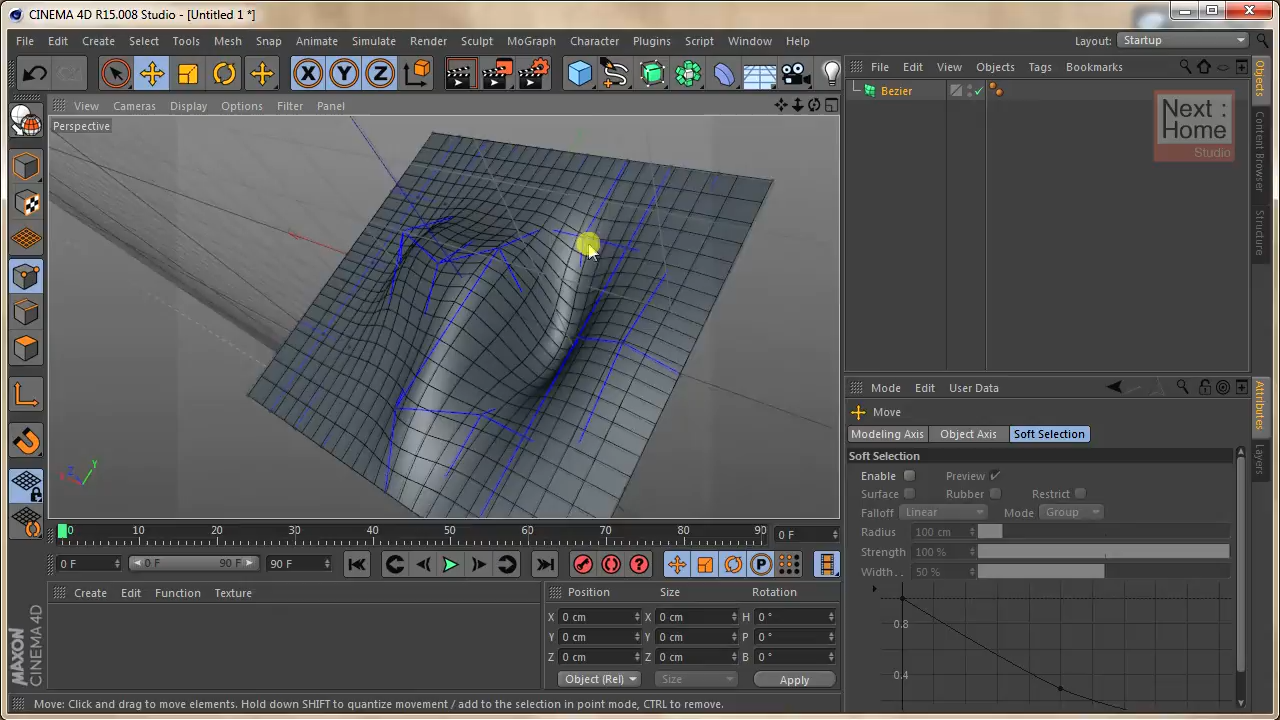 CINEMA 4D R15.008 Studio - [Untitled 1 *]
File Edit Create Select Tools Mesh Snap Animate Simulate Render Sculpt MoGraph Character Plugins Script Window Help Layout: Startup
File Edit View Objects Tags Bookmarks
View Cameras Display Options Filter Panel
Perspective
Bezier
Next :
Home
Studio
X Y Z
Objects
Content Browser
Structure
Y
X Z
Mode Edit User Data
Move
Modeling Axis Object Axis Soft Selection
Soft Selection
Enable Preview
Surface Rubber Restrict
Falloff Linear Mode Group
Radius 100 cm
Strength 100 %
Width. . 50 %
0.8
0.4
Attributes
Layers
0 10 20 30 40 50 60 70 80 90 0 F
0 F 0 F 90 F 90 F P
Create Edit Function Texture
Position Size Rotation
X 0 cm X 0 cm H 0 °
Y 0 cm Y 0 cm P 0 °
Z 0 cm Z 0 cm B 0 °
Object (Rel) Size Apply
MAXON
CINEMA 4D
Move: Click and drag to move elements. Hold down SHIFT to quantize movement / add to the selection in point mode, CTRL to remove.